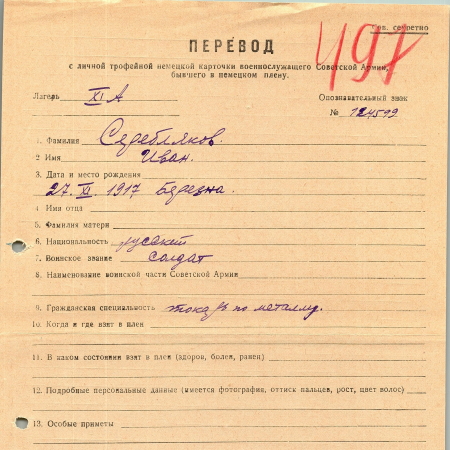 Сов. секретно
497
ПЕРЕВОД
с личной трофейной немецкой карточки военнослужащего Советской Армии,
бывшего в немецком плену.
Лагерь XI А
Опознавательный знак
№ 124599
1. Фамилия Серебляков.
2 Имя Иван.
3. Дата и место рождения
27. XI. 1917 Березна.
4 Имя отца
5. Фамилия матери
6. Национальность русский
7. Воинское звание солдат
8. Наименование воинской части Советской Армии
9. Гражданская специальность токарь по металлу.
10. Когда и где взят в плен
11. В каком состоянии взят в плен (здоров, болен, ранен)
12. Подробные персональные данные (имеется фотография, оттиск пальцев, рост, цвет волос)
13. Особые приметы